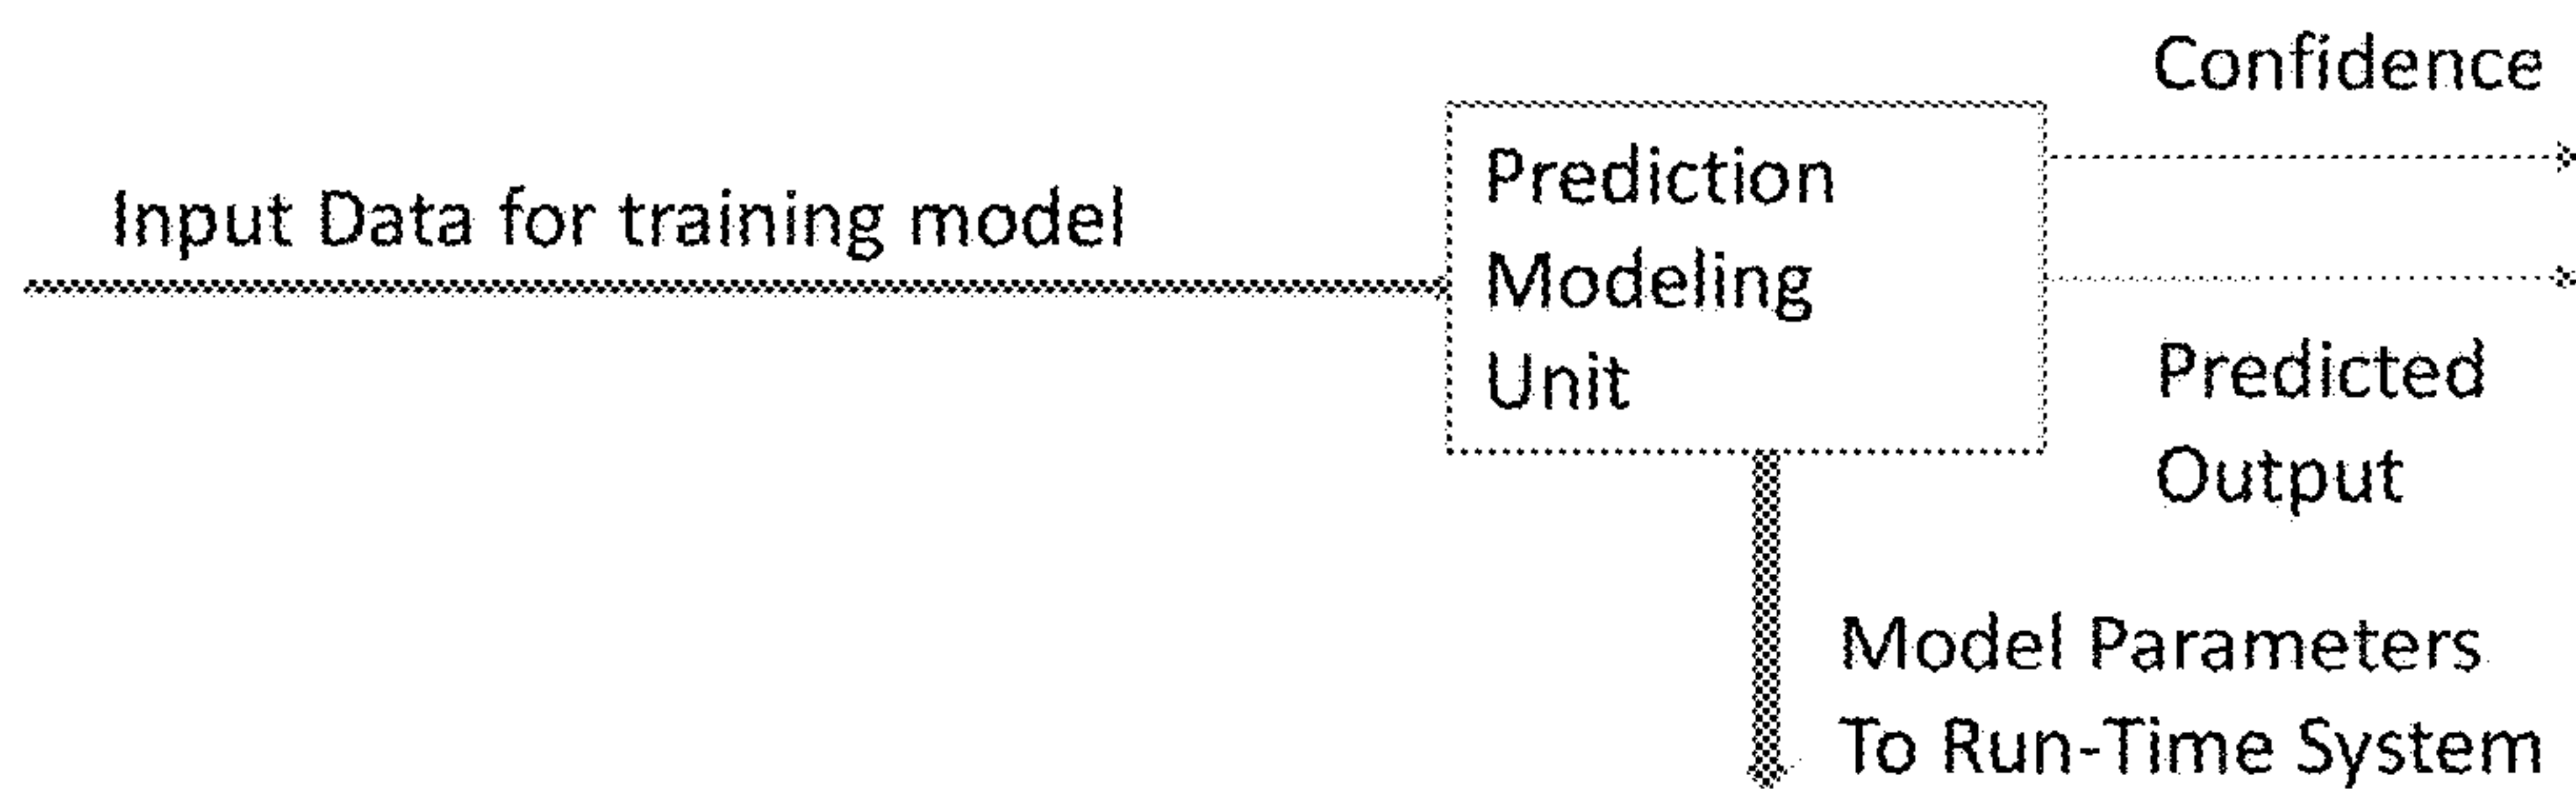 Confidence
Input Data for training model
Prediction
Modeling
Unit
Predicted
Output
Model Parameters
To Run-Time System